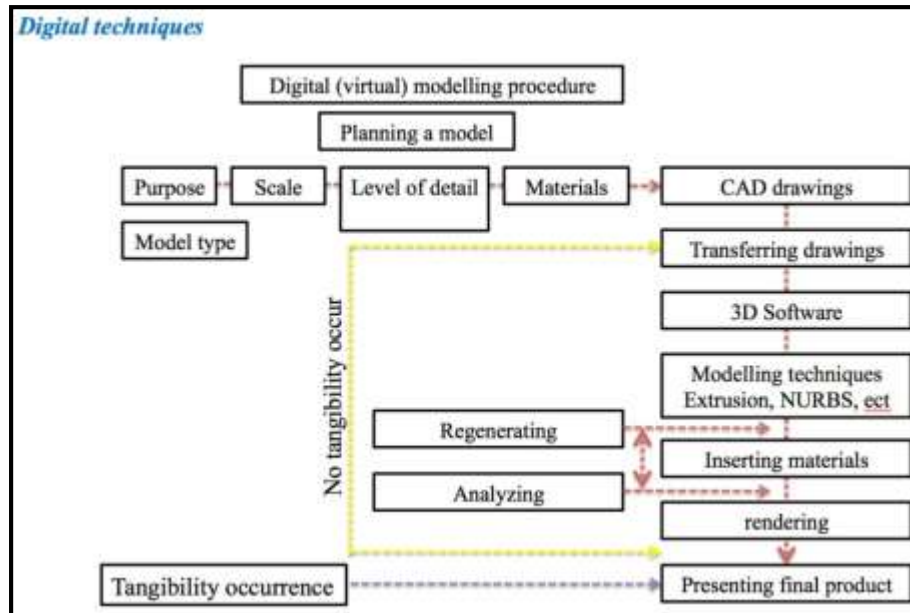 Digital techniques
Digital (virtual) modelling procedure
Planning a model
Purpose
Scale
Level of detail
Materials
CAD drawings
Model type
Transferring drawings
No tangibility occur
3D Software
Modelling techniques
Extrusion, NURBS, ect
Regenerating
Inserting materials
Analyzing
rendering
Tangibility occurrence
Presenting final product